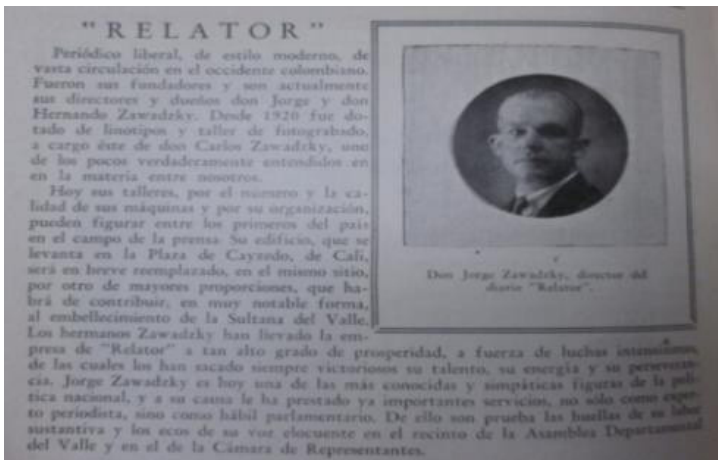 "RELATOR"
Periódico liberal, de estilo moderno, de
vasta circulación en el occidente colombiano.
Fueron sus fundadores y son actualmente
sus directores y dueños don Jorge y don
Hernando Zawadzky. Desde 1920 fue do-
tado de linotipos y taller de fotograbado,
a cargo éste de don Carlos Zawadzky, uno
de los pocos verdaderamente entendidos en
en la materia entre nosotros.
Hoy sus talleres, por el número y la ca-
lidad de sus máquinas y por su organización,
pueden figurar entre los primeros del país
en el campo de la prensa. Su edificio, que se
levanta en la Plaza de Cayzedo, de Cali,
será en breve reemplazado, en el mismo sitio,
por otro de mayores proporciones, que ha-
brá de contribuir, en muy notable forma,
al embellecimiento de la Sultana del Valle.
Los hermanos Zawadzky han llevado la em-
presa de "Relator" a tan alto grado de prosperidad, a fuerza de luchas intensísimas,
de las cuales los han sacado siempre victoriosos su talento, su energía y su perseveran-
cia. Jorge Zawadzky es hoy una de las más conocidas y simpáticas figuras de la polí-
tica nacional, y a su causa le ha prestado ya importantes servicios, no sólo como exper-
to periodista, sino como hábil parlamentario. De ello son prueba las huellas de su labor
sustantiva y los ecos de su voz elocuente en el recinto de la Asamblea Departamental
del Valle y en el de la Cámara de Representantes.
Don Jorge Zawadzky, director del
diario "Relator".